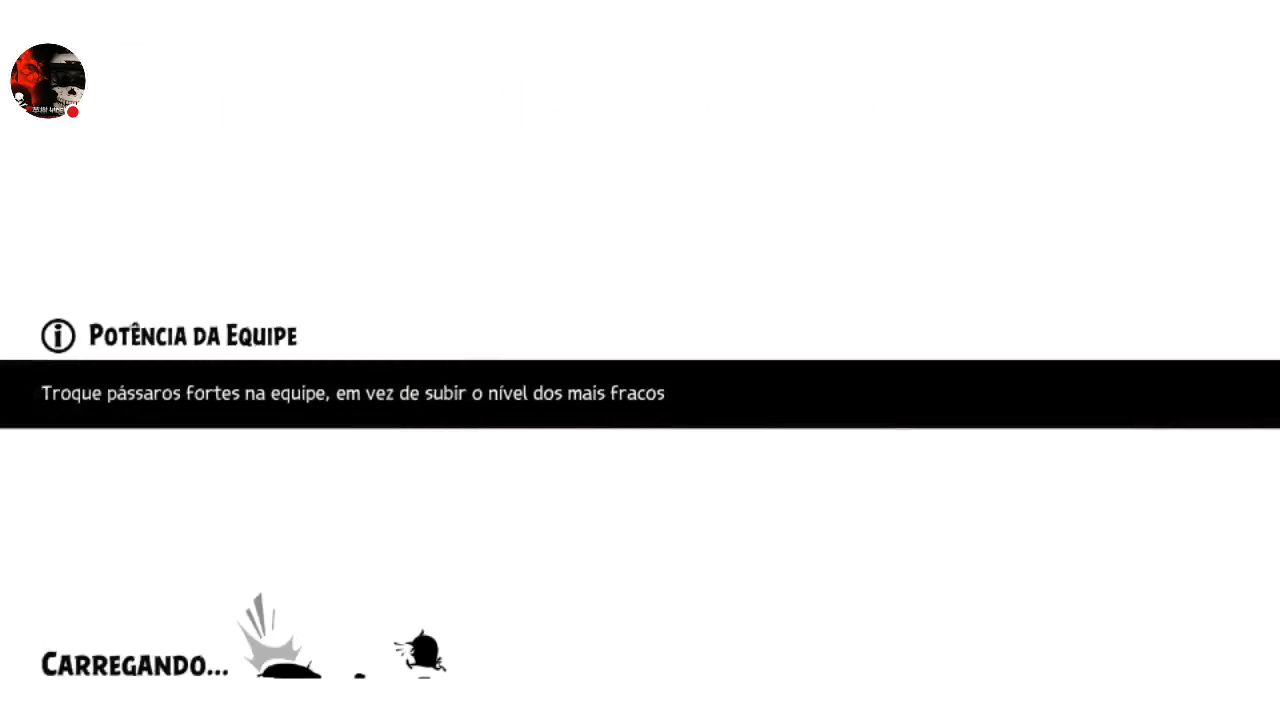 Potência da Equipe
Troque pássaros fortes na equipe, em vez de subir o nível dos mais fracos
Carregando...